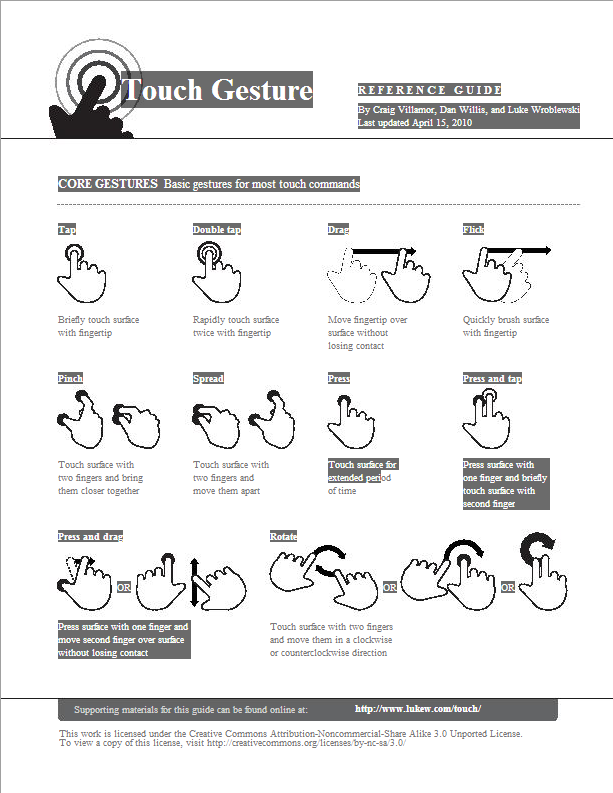 Touch Gesture
REFERENCE GUIDE
By Craig Villamor, Dan Willis, and Luke Wroblewski
Last updated April 15, 2010
CORE GESTURES Basic gestures for most touch commands
Tap
Briefly touch surface
with fingertip
Double tap
Rapidly touch surface
twice with fingertip
Drag
Move fingertip over
surface without
losing contact
Flick
Quickly brush surface
with fingertip
Pinch
Touch surface with
two fingers and bring
them closer together
Spread
Touch surface with
two fingers and
move them apart
Press
Touch surface for
extended period
of time
Press and tap
Press surface with
one finger and briefly
touch surface with
second finger
Press and drag
OR
Press surface with one finger and
move second finger over surface
without losing contact
Rotate
OR
OR
Touch surface with two fingers
and move them in a clockwise
or counterclockwise direction
Supporting materials for this guide can be found online at: http://www.lukew.com/touch/
This work is licensed under the Creative Commons Attribution-Noncommercial-Share Alike 3.0 Unported License.
To view a copy of this license, visit http://creativecommons.org/licenses/by-nc-sa/3.0/